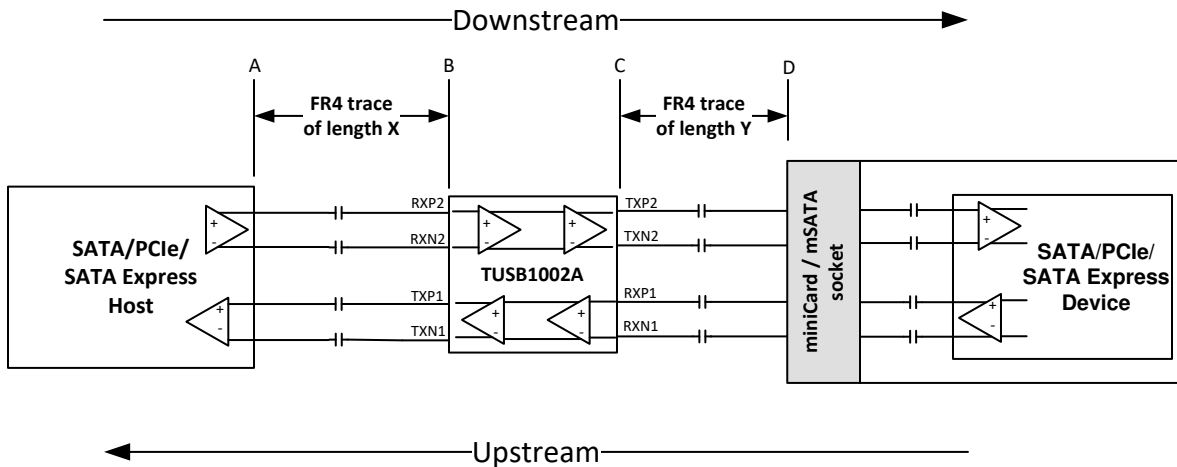 Downstream
A
B
C
D
FR4 trace
of length X
FR4 trace
of length Y
SATA/PCIe/
SATA Express
Host
+
-
+
-
RXP2
RXN2
TXP1
TXN1
+
-
+
-
TUSB1002A
+
-
+
-
TXP2
TXN2
RXP1
RXN1
miniCard / mSATA
socket
+
-
SATA/PCIe/
SATA Express
Device
+
-
Upstream